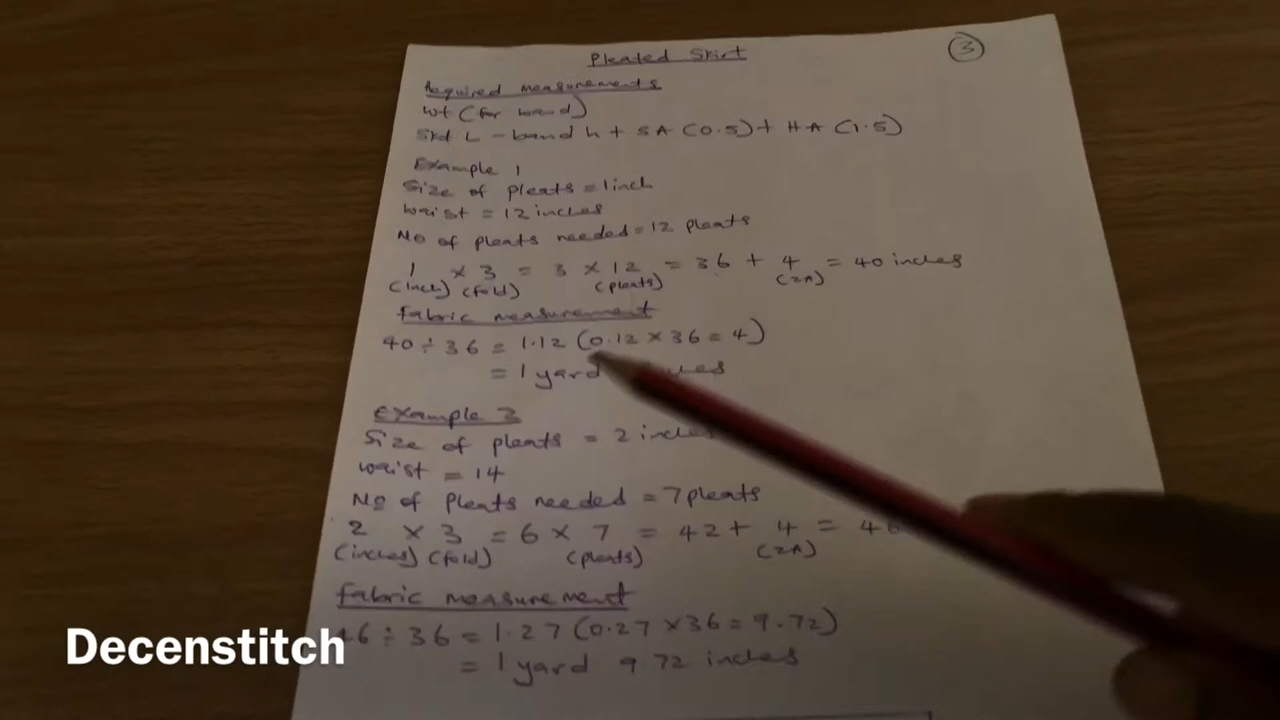 Pleated Skirt
3
Required measurements
Wt (for band)
Skt L - band h + SA (0.5) + HA (1.5)
Example 1
Size of pleats = 1inch
Waist = 12 inches
No of pleats needed = 12 pleats
1 × 3 = 3 × 12 = 36 + 4 = 40 inches
(inch) (fold) (pleats) (ZA)
Fabric measurement
40 ÷ 36 = 1.12 (0.12 × 36 = 4)
= 1 yard
Example 2
Size of pleats = 2 inches
Waist = 14
No of pleats needed = 7 pleats
2 × 3 = 6 × 7 = 42 + 4 =
(inches) (fold) (pleats) (ZA)
Fabric measurement
46 ÷ 36 = 1.27 (0.27 × 36 = 9.72)
= 1 yard 9.72 inches
Decenstitch